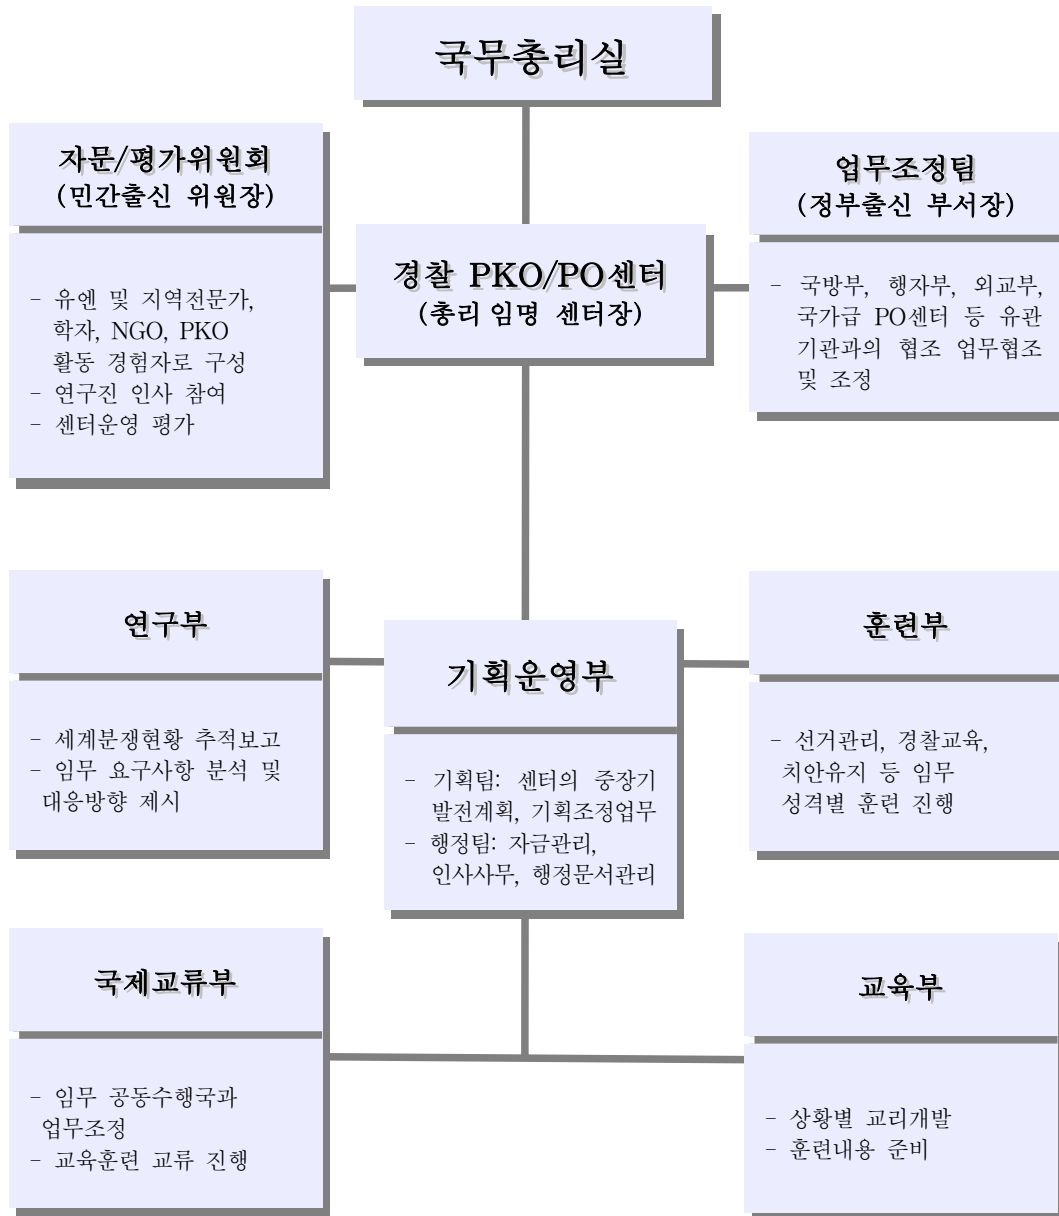 국무총리실
자문/평가위원회
(민간출신 위원장)
- 유엔 및 지역전문가,
학자, NGO, PKO
활동 경험자로 구성
- 연구진 인사 참여
- 센터운영 평가
경찰 PKO/PO센터
(총리 임명 센터장)
업무조정팀
(정부출신 부서장)
- 국방부, 행자부, 외교부,
국가급 PO센터 등 유관
기관과의 협조 업무협조
및 조정
연구부
- 세계분쟁현황 추적보고
- 임무 요구사항 분석 및
대응방향 제시
기획운영부
- 기획팀: 센터의 중장기
발전계획, 기획조정업무
- 행정팀: 자금관리,
인사사무, 행정문서관리
훈련부
- 선거관리, 경찰교육,
치안유지 등 임무
성격별 훈련 진행
국제교류부
- 임무 공동수행국과
업무조정
- 교육훈련 교류 진행
교육부
- 상황별 교리개발
- 훈련내용 준비